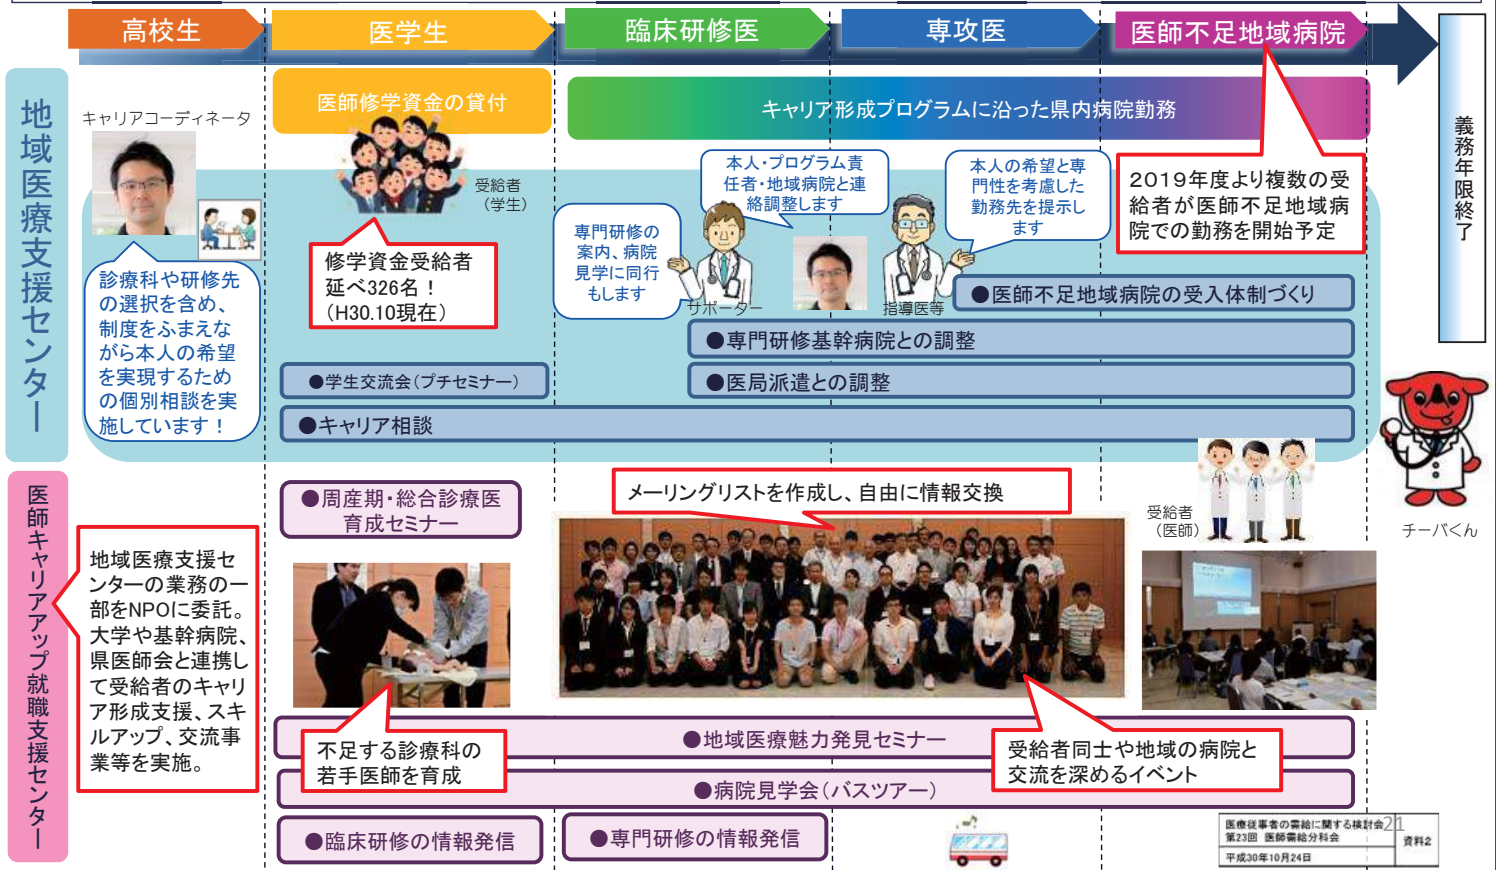 高校生
医学生
臨床研修医
専攻医
医師不足地域病院
義務年限終了
地域医療支援センター
キャリアコーディネータ
医師修学資金の貸付
キャリア形成プログラムに沿った県内病院勤務
受給者
（学生）
本人・プログラム責
任者・地域病院と連
絡調整します
本人の希望と専
門性を考慮した
勤務先を提示し
ます
2019年度より複数の受
給者が医師不足地域病
院での勤務を開始予定
専門研修の
案内、病院
見学に同行
もします
修学資金受給者
延べ326名！
（H30.10現在）
診療科や研修先
の選択を含め、
制度をふまえな
がら本人の希望
を実現するため
の個別相談を実
施しています！
サポーター
指導医等
●医師不足地域病院の受入体制づくり
●専門研修基幹病院との調整
●学生交流会（プチセミナー）
●医局派遣との調整
●キャリア相談
チーバくん
医師キャリアアップ就職支援センター
●周産期・総合診療医
育成セミナー
メーリングリストを作成し、自由に情報交換
受給者
（医師）
地域医療支援セ
ンターの業務の一
部をNPOに委託。
大学や基幹病院、
県医師会と連携し
て受給者のキャリ
ア形成支援、スキ
ルアップ、交流事
業等を実施。
●地域医療魅力発見セミナー
不足する診療科の
若手医師を育成
受給者同士や地域の病院と
交流を深めるイベント
●病院見学会（バスツアー）
●臨床研修の情報発信
●専門研修の情報発信
21
医療従事者の需給に関する検討会
第23回 医師需給分科会
資料2
平成30年10月24日